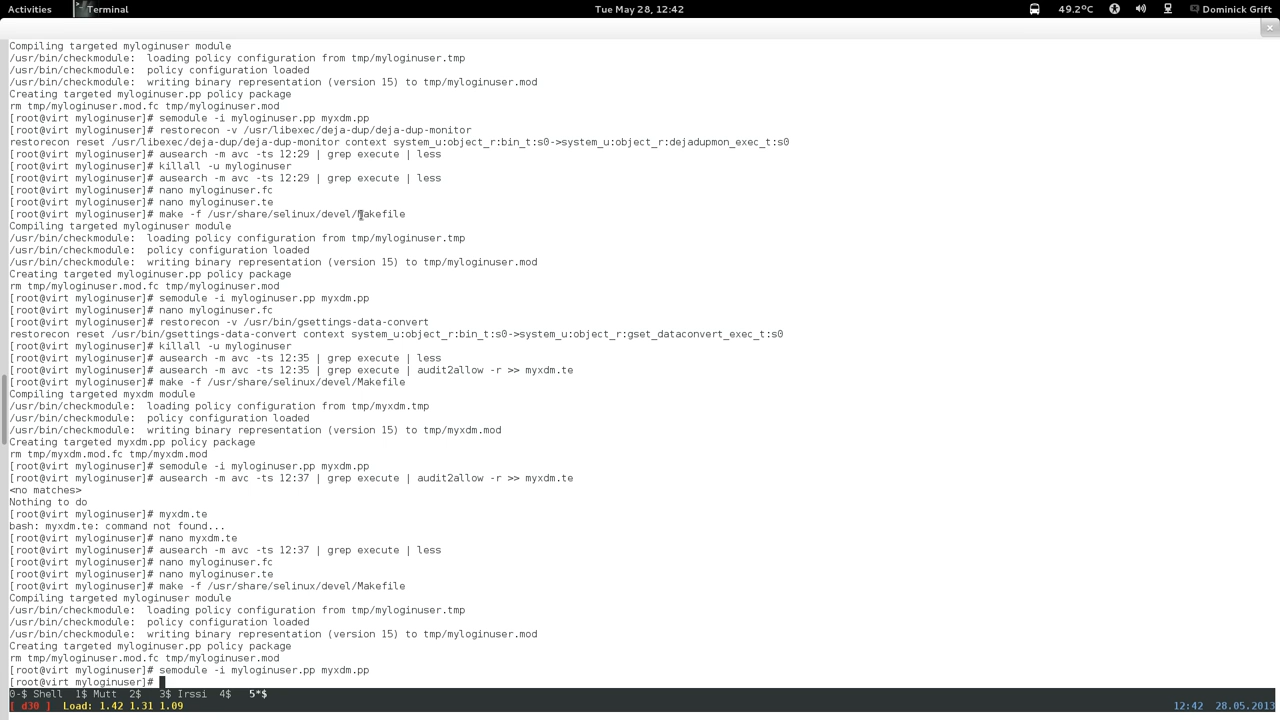 Activities Terminal Tue May 28, 12:42 49.2°C Dominick Grift
Compiling targeted myloginuser module
/usr/bin/checkmodule:  loading policy configuration from tmp/myloginuser.tmp
/usr/bin/checkmodule:  policy configuration loaded
/usr/bin/checkmodule:  writing binary representation (version 15) to tmp/myloginuser.mod
Creating targeted myloginuser.pp policy package
rm tmp/myloginuser.mod.fc tmp/myloginuser.mod
[root@virt myloginuser]# semodule -i myloginuser.pp myxdm.pp
[root@virt myloginuser]# restorecon -v /usr/libexec/deja-dup/deja-dup-monitor
restorecon reset /usr/libexec/deja-dup/deja-dup-monitor context system_u:object_r:bin_t:s0->system_u:object_r:dejadupmon_exec_t:s0
[root@virt myloginuser]# ausearch -m avc -ts 12:29 | grep execute | less
[root@virt myloginuser]# killall -u myloginuser
[root@virt myloginuser]# ausearch -m avc -ts 12:29 | grep execute | less
[root@virt myloginuser]# nano myloginuser.fc
[root@virt myloginuser]# nano myloginuser.te
[root@virt myloginuser]# make -f /usr/share/selinux/devel/Makefile
Compiling targeted myloginuser module
/usr/bin/checkmodule:  loading policy configuration from tmp/myloginuser.tmp
/usr/bin/checkmodule:  policy configuration loaded
/usr/bin/checkmodule:  writing binary representation (version 15) to tmp/myloginuser.mod
Creating targeted myloginuser.pp policy package
rm tmp/myloginuser.mod.fc tmp/myloginuser.mod
[root@virt myloginuser]# semodule -i myloginuser.pp myxdm.pp
[root@virt myloginuser]# nano myloginuser.fc
[root@virt myloginuser]# restorecon -v /usr/bin/gsettings-data-convert
restorecon reset /usr/bin/gsettings-data-convert context system_u:object_r:bin_t:s0->system_u:object_r:gset_dataconvert_exec_t:s0
[root@virt myloginuser]# killall -u myloginuser
[root@virt myloginuser]# ausearch -m avc -ts 12:35 | grep execute | less
[root@virt myloginuser]# ausearch -m avc -ts 12:35 | grep execute | audit2allow -r >> myxdm.te
[root@virt myloginuser]# make -f /usr/share/selinux/devel/Makefile
Compiling targeted myxdm module
/usr/bin/checkmodule:  loading policy configuration from tmp/myxdm.tmp
/usr/bin/checkmodule:  policy configuration loaded
/usr/bin/checkmodule:  writing binary representation (version 15) to tmp/myxdm.mod
Creating targeted myxdm.pp policy package
rm tmp/myxdm.mod.fc tmp/myxdm.mod
[root@virt myloginuser]# semodule -i myloginuser.pp myxdm.pp
[root@virt myloginuser]# ausearch -m avc -ts 12:37 | grep execute | audit2allow -r >> myxdm.te
<no matches>
Nothing to do
[root@virt myloginuser]# myxdm.te
bash: myxdm.te: command not found...
[root@virt myloginuser]# nano myxdm.te
[root@virt myloginuser]# ausearch -m avc -ts 12:37 | grep execute | less
[root@virt myloginuser]# nano myloginuser.fc
[root@virt myloginuser]# nano myloginuser.te
[root@virt myloginuser]# make -f /usr/share/selinux/devel/Makefile
Compiling targeted myloginuser module
/usr/bin/checkmodule:  loading policy configuration from tmp/myloginuser.tmp
/usr/bin/checkmodule:  policy configuration loaded
/usr/bin/checkmodule:  writing binary representation (version 15) to tmp/myloginuser.mod
Creating targeted myloginuser.pp policy package
rm tmp/myloginuser.mod.fc tmp/myloginuser.mod
[root@virt myloginuser]# semodule -i myloginuser.pp myxdm.pp
[root@virt myloginuser]#
0-$ Shell  1$ Mutt  2$  3$ Irssi  4$  5*$
[ d30 ]  Load: 1.42 1.31 1.09 12:42  28.05.2013